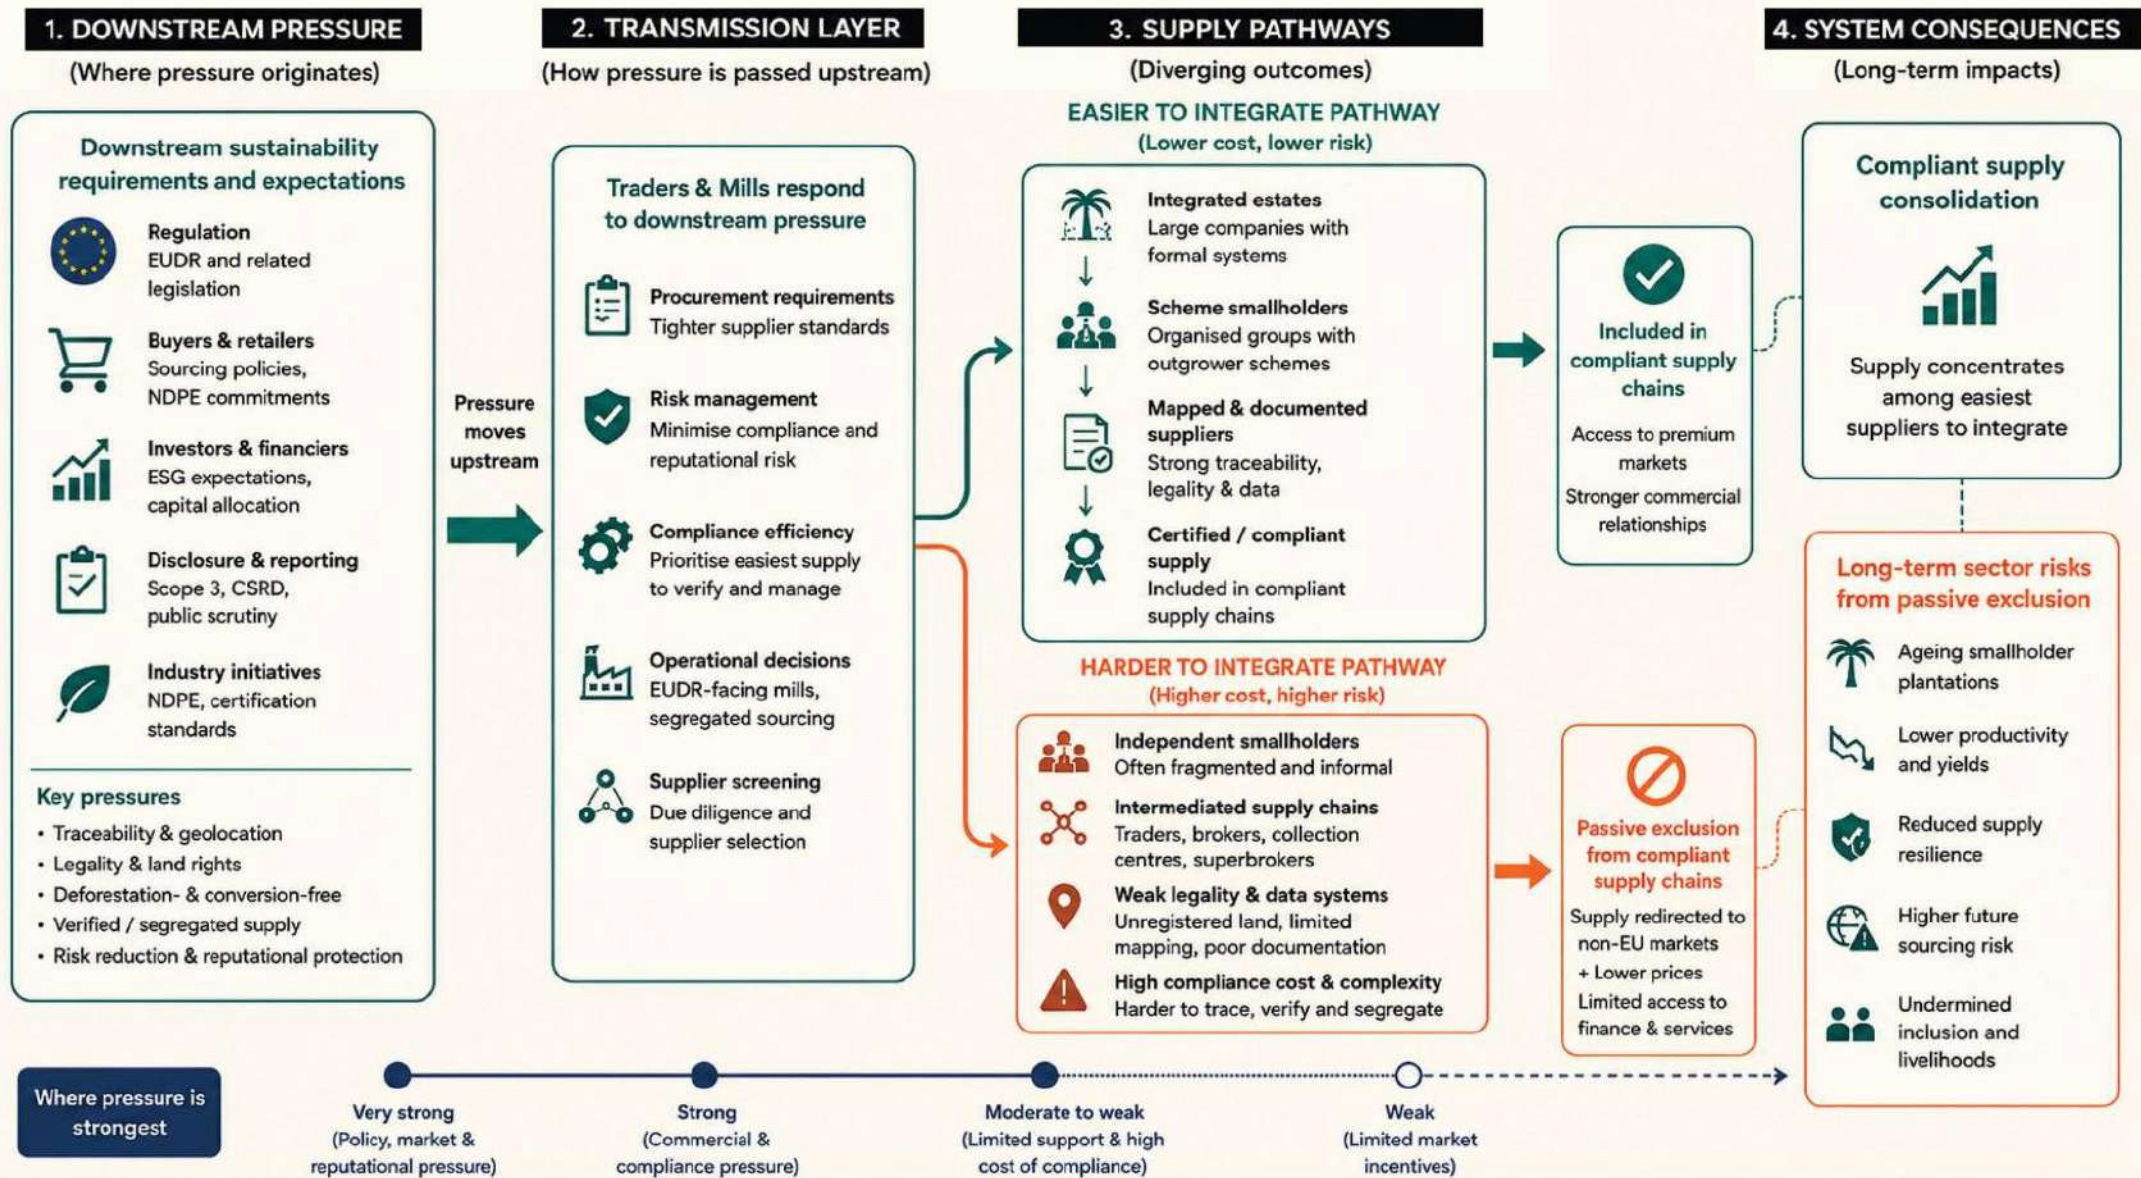 1. DOWNSTREAM PRESSURE
(Where pressure originates)
Downstream sustainability
requirements and expectations
Regulation
EUDR and related
legislation
Buyers & retailers
Sourcing policies,
NDPE commitments
Investors & financiers
ESG expectations,
capital allocation
Disclosure & reporting
Scope 3, CSRD,
public scrutiny
Industry initiatives
NDPE, certification
standards
Key pressures
• Traceability & geolocation
• Legality & land rights
• Deforestation- & conversion-free
• Verified / segregated supply
• Risk reduction & reputational protection
Pressure
moves
upstream
2. TRANSMISSION LAYER
(How pressure is passed upstream)
Traders & Mills respond
to downstream pressure
Procurement requirements
Tighter supplier standards
Risk management
Minimise compliance and
reputational risk
Compliance efficiency
Prioritise easiest supply
to verify and manage
Operational decisions
EUDR-facing mills,
segregated sourcing
Supplier screening
Due diligence and
supplier selection
3. SUPPLY PATHWAYS
(Diverging outcomes)
EASIER TO INTEGRATE PATHWAY
(Lower cost, lower risk)
Integrated estates
Large companies with
formal systems
Scheme smallholders
Organised groups with
outgrower schemes
Mapped & documented
suppliers
Strong traceability,
legality & data
Certified / compliant
supply
Included in compliant
supply chains
HARDER TO INTEGRATE PATHWAY
(Higher cost, higher risk)
Independent smallholders
Often fragmented and informal
Intermediated supply chains
Traders, brokers, collection
centres, superbrokers
Weak legality & data systems
Unregistered land, limited
mapping, poor documentation
High compliance cost & complexity
Harder to trace, verify and segregate
Included in
compliant supply
chains
Access to premium
markets
Stronger commercial
relationships
Passive exclusion
from compliant
supply chains
Supply redirected to
non-EU markets
+ Lower prices
Limited access to
finance & services
4. SYSTEM CONSEQUENCES
(Long-term impacts)
Compliant supply
consolidation
Supply concentrates
among easiest
suppliers to integrate
Long-term sector risks
from passive exclusion
Ageing smallholder
plantations
Lower productivity
and yields
Reduced supply
resilience
Higher future
sourcing risk
Undermined
inclusion and
livelihoods
Where pressure is
strongest
Very strong
(Policy, market &
reputational pressure)
Strong
(Commercial &
compliance pressure)
Moderate to weak
(Limited support & high
cost of compliance)
Weak
(Limited market
incentives)